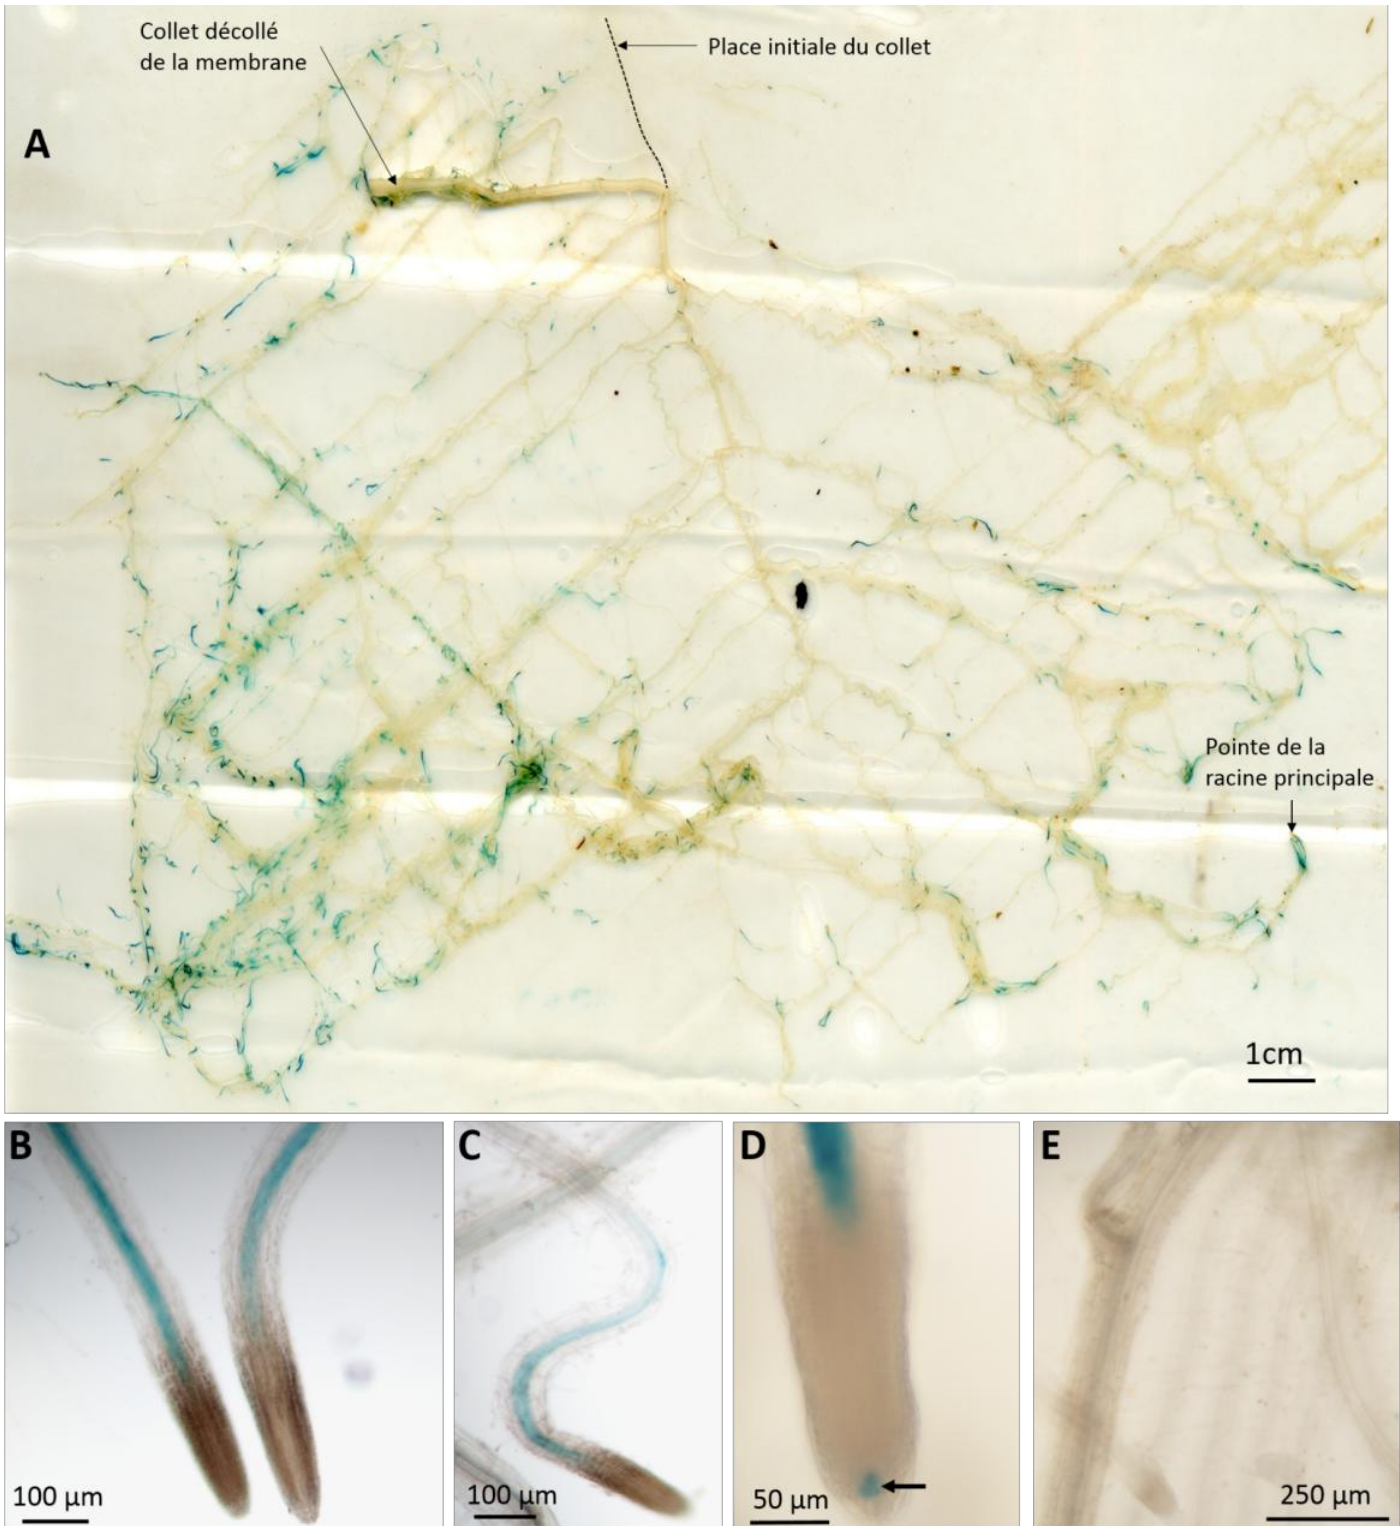 Collet décollé
de la membrane
Place initiale du collet
A
Pointe de la
racine principale
1cm
B
100 µm
C
100 µm
D
50 µm
E
250 µm